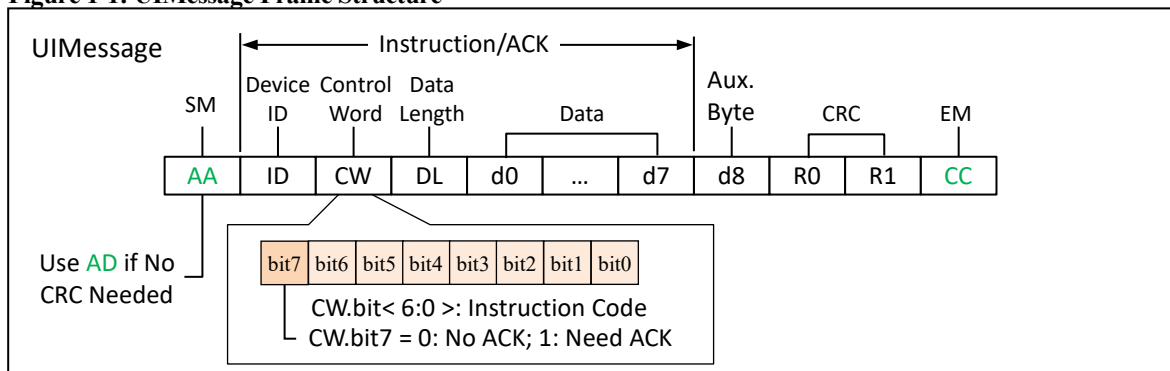 Figure 1-1: UIMessage Frame Structure
UIMessage
Instruction/ACK
SM
Device ID
Control Word
Data Length
Data
Aux. Byte
CRC
EM
AA ID CW DL d0 ... d7 d8 R0 R1 CC
Use AD if No
CRC Needed
bit7 bit6 bit5 bit4 bit3 bit2 bit1 bit0
CW.bit< 6:0 >: Instruction Code
CW.bit7 = 0: No ACK; 1: Need ACK